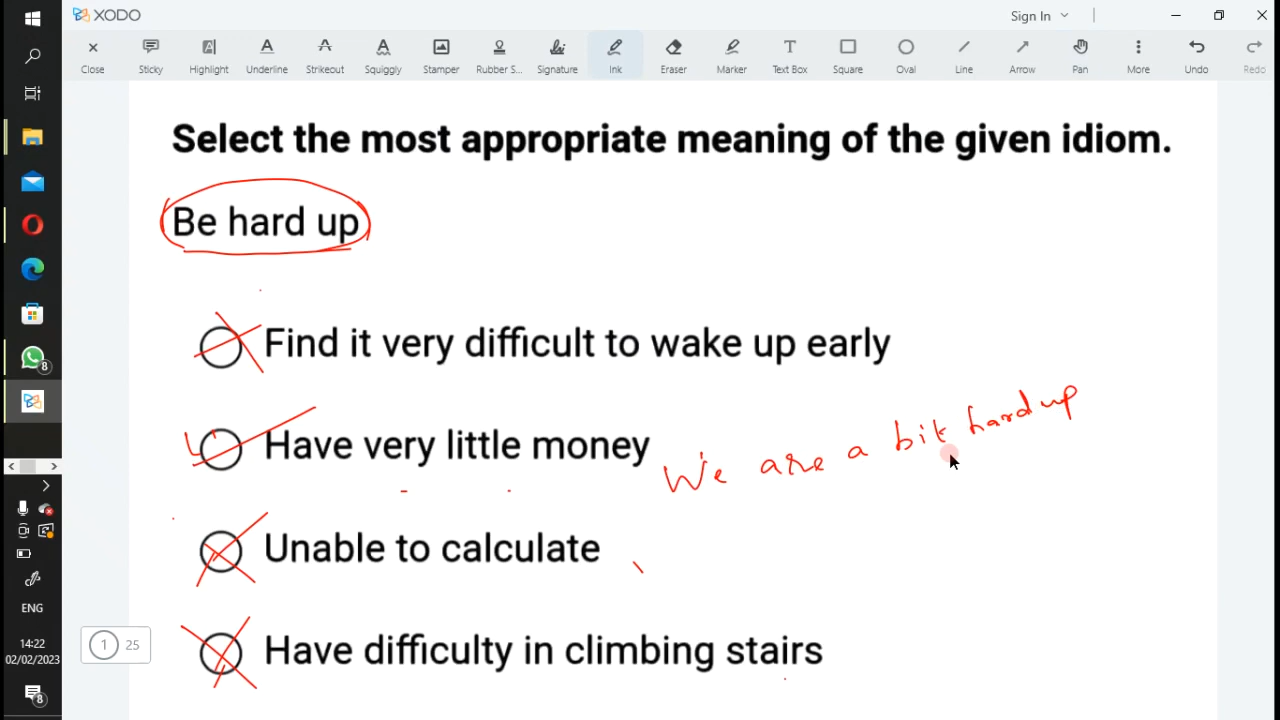 XODO
Sign In
Close Sticky Highlight Underline Strikeout Squiggly Stamper Rubber S... Signature Ink Eraser Marker Text Box Square Oval Line Arrow Pan More Undo Redo
Select the most appropriate meaning of the given idiom.
Be hard up
Find it very difficult to wake up early
Have very little money
We are a bit hard up
Unable to calculate
Have difficulty in climbing stairs
8
ENG
14:22
02/02/2023
8
1 25